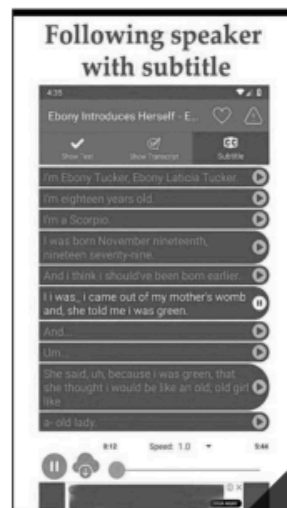 Following speaker
with subtitle
4:35
Ebony Introduces Herself - E...
Show Text
Show Transcript
CC
Subtitle
I'm Ebony Tucker, Ebony Laticia Tucker.
I'm eighteen years old.
I'm a Scorpio.
I was born November nineteenth,
nineteen seventy-nine.
And i think i should've been born earlier.
I i was_ i came out of my mother's womb
and, she told me i was green.
And...
Um...
She said, uh, because i was green, that
she thought i would be like an old, old girl
like
a- old lady.
0:12
Speed: 1.0
5:44